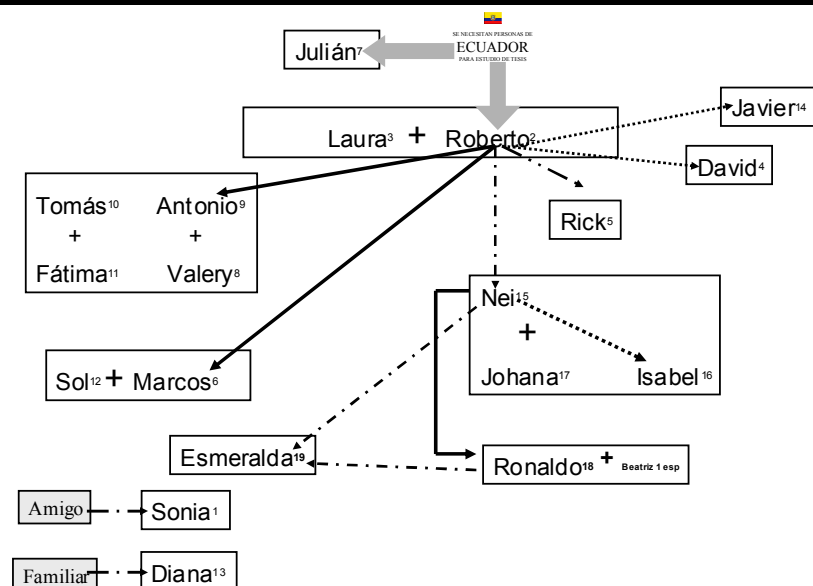 SE NECESITAN PERSONAS DE
ECUADOR
PARA ESTUDIO DE TESIS
Julián7
Javier14
Laura3 + Roberto2
David4
Rick5
Tomás10 Antonio9
+ +
Fátima11 Valery8
Nei15
+
Johana17 Isabel16
Sol12 + Marcos6
Esmeralda19
Ronaldo18 + Beatriz 1 esp
Amigo Sonia1
Familiar Diana13